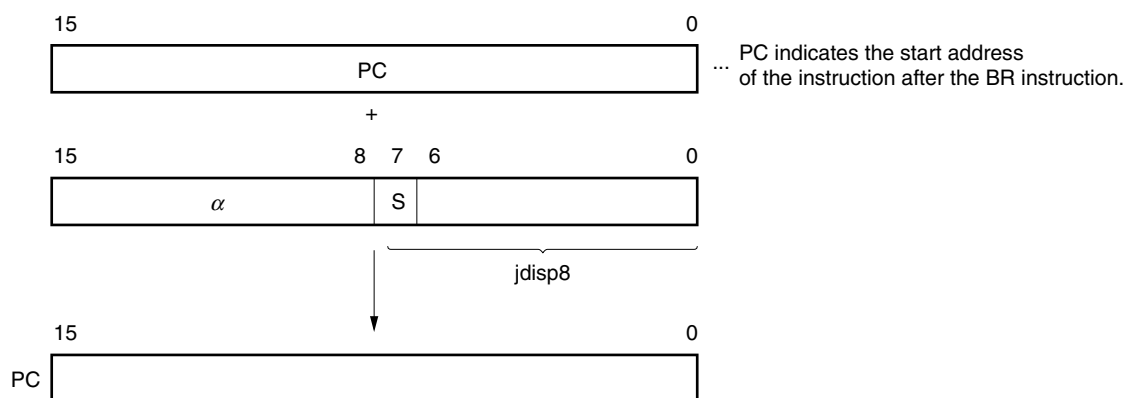 15 0
PC
... PC indicates the start address
of the instruction after the BR instruction.
+
15 8 7 6 0
α S
jdisp8
15 0
PC